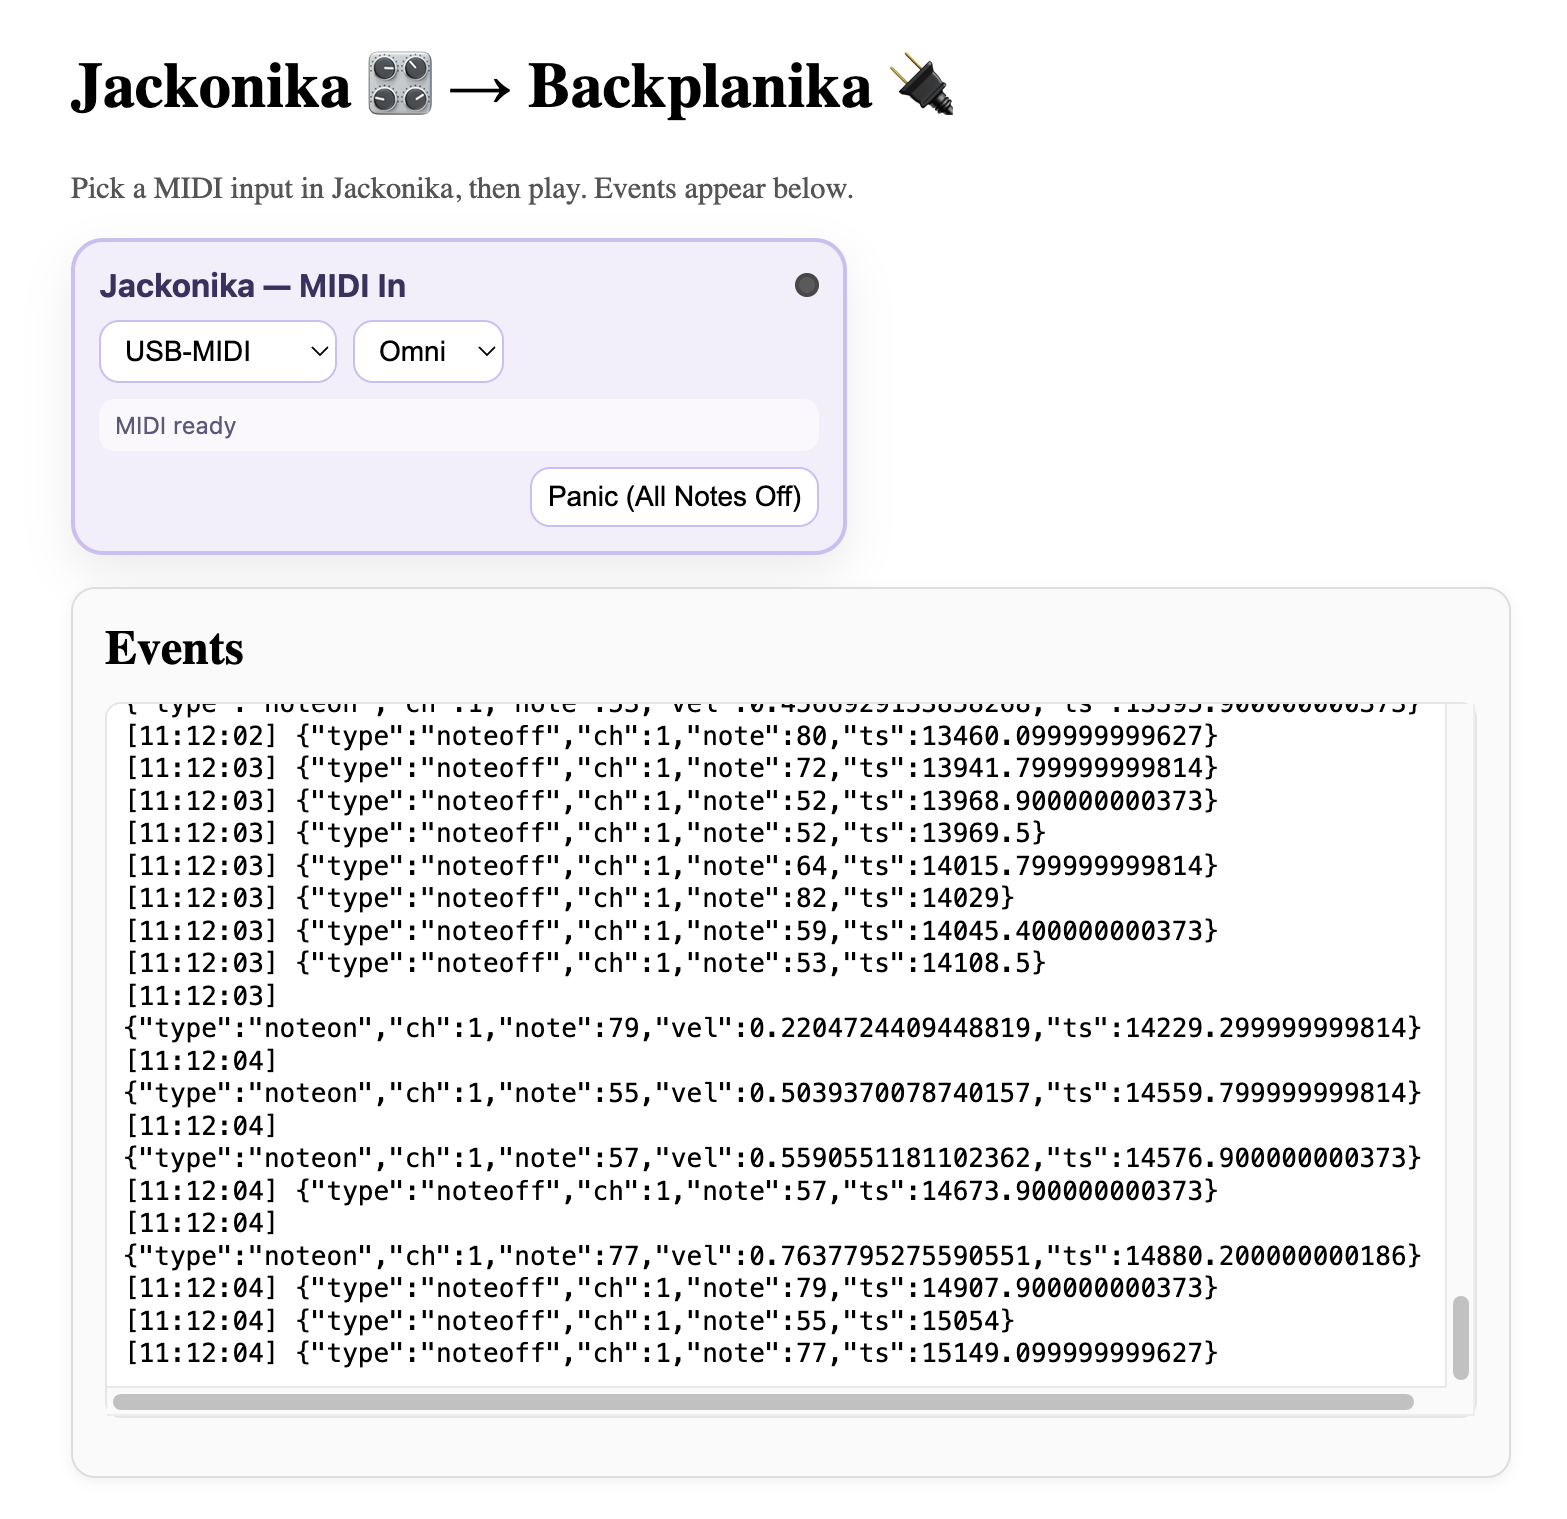 Jackonika 🎛️ → Backplanika 🔌
Pick a MIDI input in Jackonika, then play. Events appear below.
Jackonika — MIDI In
USB-MIDI
Omni
MIDI ready
Panic (All Notes Off)
Events
[11:12:02] {"type":"noteoff","ch":1,"note":80,"ts":13460.099999999627}
[11:12:03] {"type":"noteoff","ch":1,"note":72,"ts":13941.799999999814}
[11:12:03] {"type":"noteoff","ch":1,"note":52,"ts":13968.900000000373}
[11:12:03] {"type":"noteoff","ch":1,"note":52,"ts":13969.5}
[11:12:03] {"type":"noteoff","ch":1,"note":64,"ts":14015.799999999814}
[11:12:03] {"type":"noteoff","ch":1,"note":82,"ts":14029}
[11:12:03] {"type":"noteoff","ch":1,"note":59,"ts":14045.400000000373}
[11:12:03] {"type":"noteoff","ch":1,"note":53,"ts":14108.5}
[11:12:03]
{"type":"noteon","ch":1,"note":79,"vel":0.2204724409448819,"ts":14229.299999999814}
[11:12:04]
{"type":"noteon","ch":1,"note":55,"vel":0.5039370078740157,"ts":14559.799999999814}
[11:12:04]
{"type":"noteon","ch":1,"note":57,"vel":0.5590551181102362,"ts":14576.900000000373}
[11:12:04] {"type":"noteoff","ch":1,"note":57,"ts":14673.900000000373}
[11:12:04]
{"type":"noteon","ch":1,"note":77,"vel":0.7637795275590551,"ts":14880.200000000186}
[11:12:04] {"type":"noteoff","ch":1,"note":79,"ts":14907.900000000373}
[11:12:04] {"type":"noteoff","ch":1,"note":55,"ts":15054}
[11:12:04] {"type":"noteoff","ch":1,"note":77,"ts":15149.099999999627}